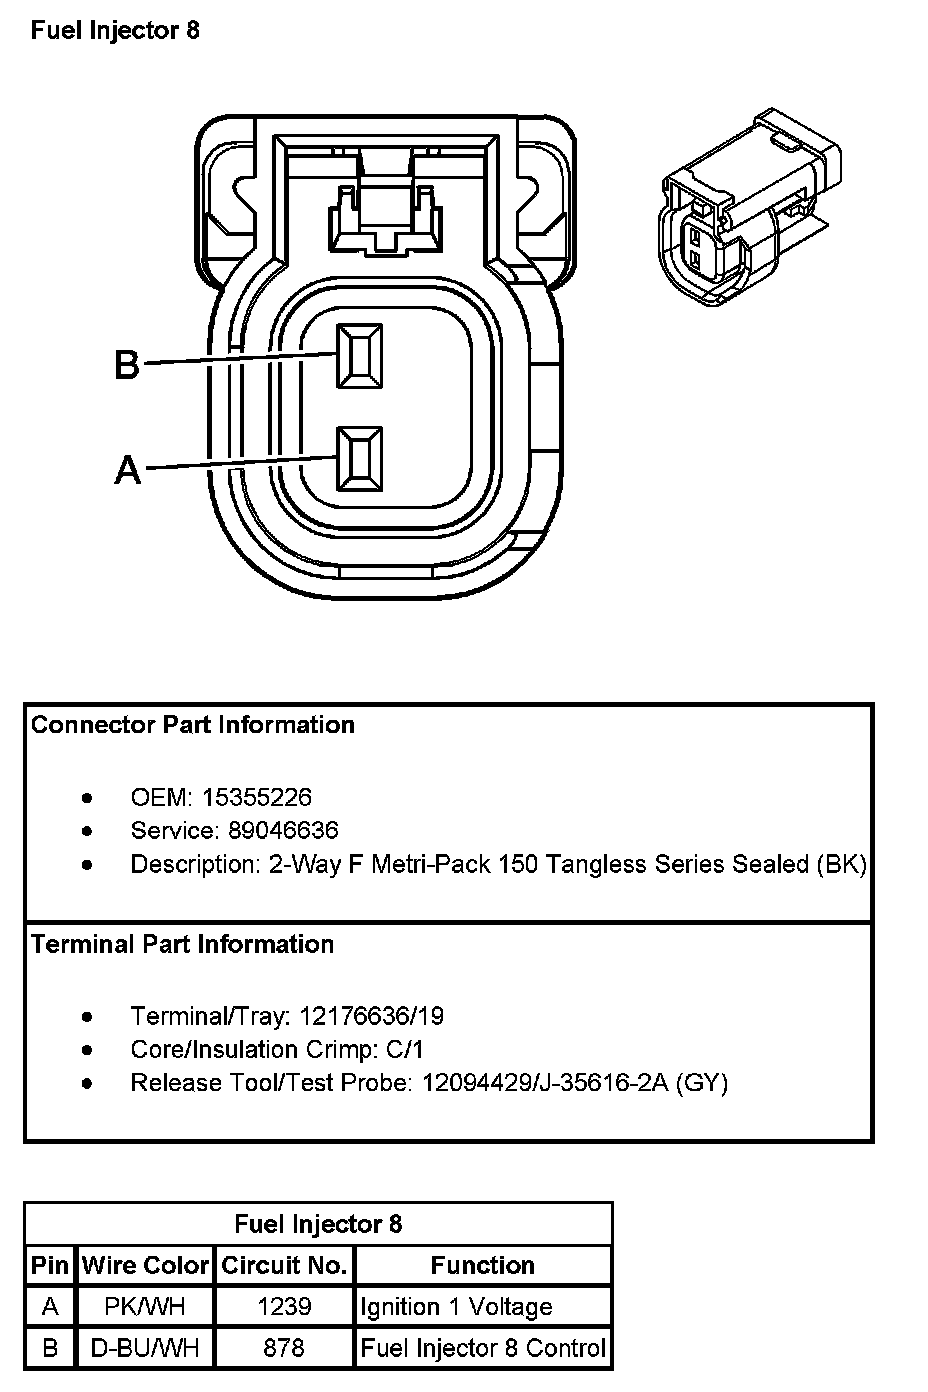 Fuel Injector 8
B
A
Connector Part Information
• OEM: 15355226
• Service: 89046636
• Description: 2-Way F Metri-Pack 150 Tangless Series Sealed (BK)
Terminal Part Information
• Terminal/Tray: 12176636/19
• Core/Insulation Crimp: C/1
• Release Tool/Test Probe: 12094429/J-35616-2A (GY)
Fuel Injector 8
Pin Wire Color Circuit No. Function
A PK/WH 1239 Ignition 1 Voltage
B D-BU/WH 878 Fuel Injector 8 Control